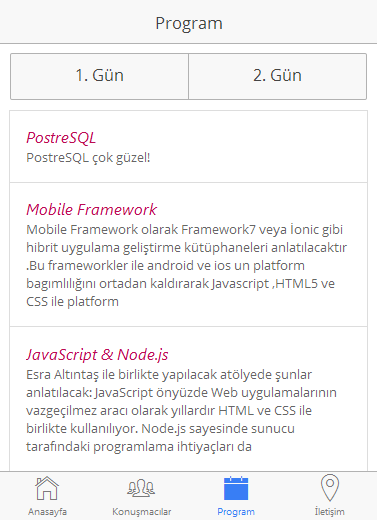 Program
1. Gün
2. Gün
PostreSQL
PostreSQL çok güzel!
Mobile Framework
Mobile Framework olarak Framework7 veya İonic gibi
hibrit uygulama geliştirme kütüphaneleri anlatılacaktır
.Bu frameworkler ile android ve ios un platform
bagımlılığını ortadan kaldırarak Javascript ,HTML5 ve
CSS ile platform
JavaScript & Node.js
Esra Altıntaş ile birlikte yapılacak atölyede şunlar
anlatılacak: JavaScript önyüzde Web uygulamalarının
vazgeçilmez aracı olarak yıllardır HTML ve CSS ile
birlikte kullanılıyor. Node.js sayesinde sunucu
tarafındaki programlama ihtiyaçları da
Anasayfa
Konuşmacılar
Program
İletişim